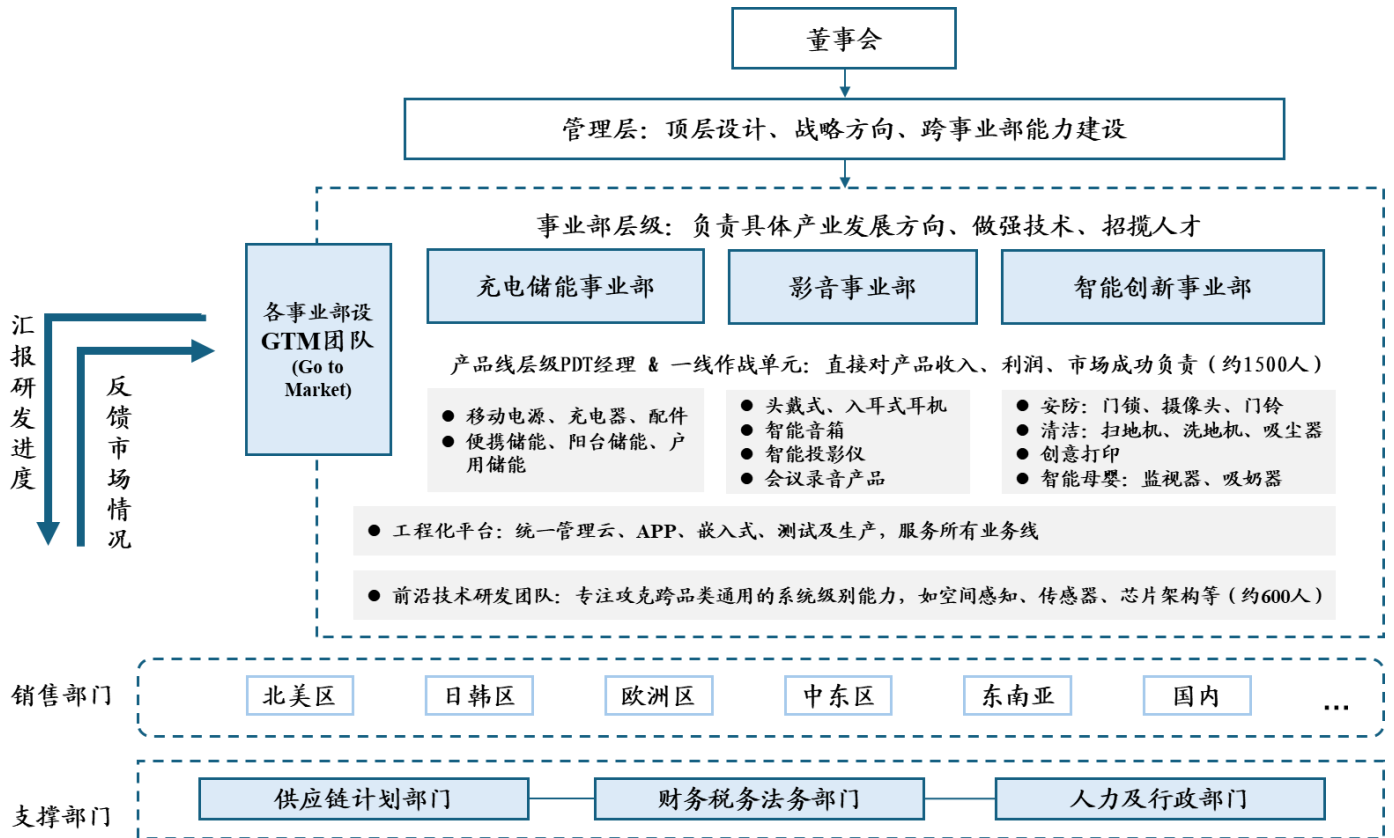 董事会
管理层：顶层设计、战略方向、跨事业部能力建设
事业部层级：负责具体产业发展方向、做强技术、招揽人才
各事业部设
GTM团队
(Go to
Market)
充电储能事业部
影音事业部
智能创新事业部
汇报研发进度
反馈市场情况
产品线层级PDT经理 & 一线作战单元：直接对产品收入、利润、市场成功负责（约1500人）
● 移动电源、充电器、配件
● 便携储能、阳台储能、户
用储能
● 头戴式、入耳式耳机
● 智能音箱
● 智能投影仪
● 会议录音产品
● 安防：门锁、摄像头、门铃
● 清洁：扫地机、洗地机、吸尘器
● 创意打印
● 智能母婴：监视器、吸奶器
● 工程化平台：统一管理云、APP、嵌入式、测试及生产，服务所有业务线
● 前沿技术研发团队：专注攻克跨品类通用的系统级别能力，如空间感知、传感器、芯片架构等（约600人）
销售部门
北美区
日韩区
欧洲区
中东区
东南亚
国内
...
支撑部门
供应链计划部门
财务税务法务部门
人力及行政部门